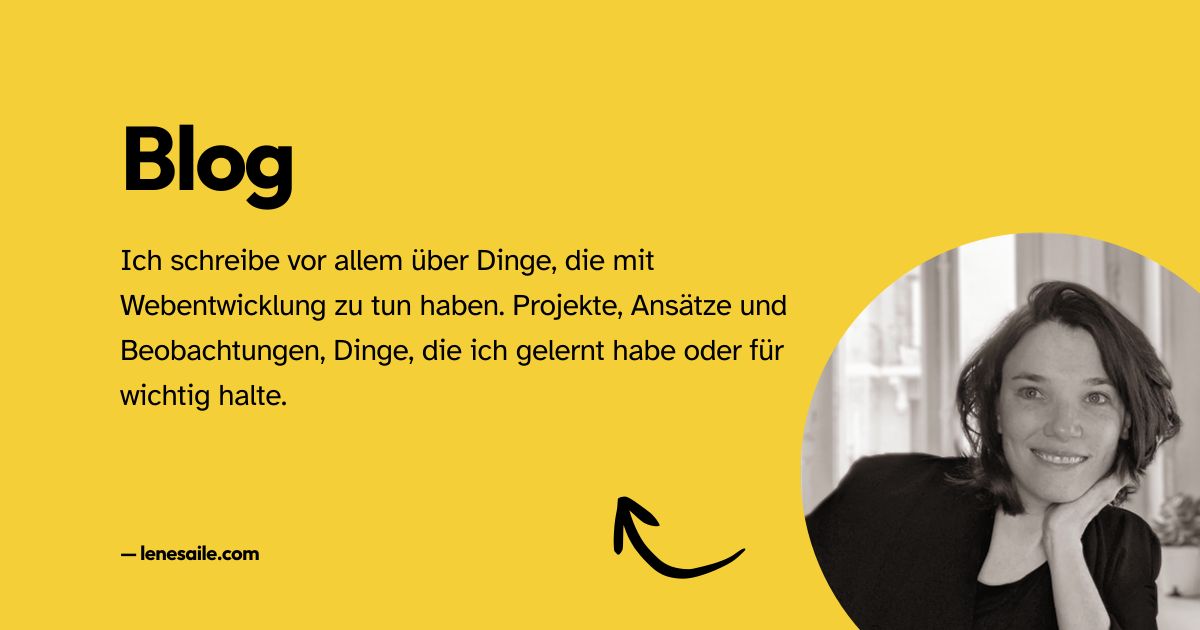 Blog
Ich schreibe vor allem über Dinge, die mit
Webentwicklung zu tun haben. Projekte, Ansätze und
Beobachtungen, Dinge, die ich gelernt habe oder für
wichtig halte.
— lenesaile.com